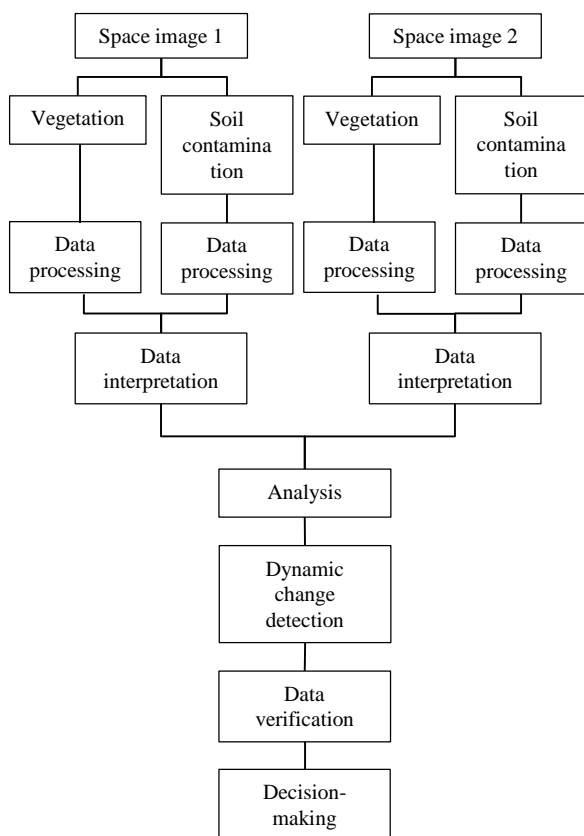 Space image 1
Space image 2
Vegetation
Soil
contamina
tion
Vegetation
Soil
contamina
tion
Data
processing
Data
processing
Data
processing
Data
processing
Data
interpretation
Data
interpretation
Analysis
Dynamic
change
detection
Data
verification
Decision-
making